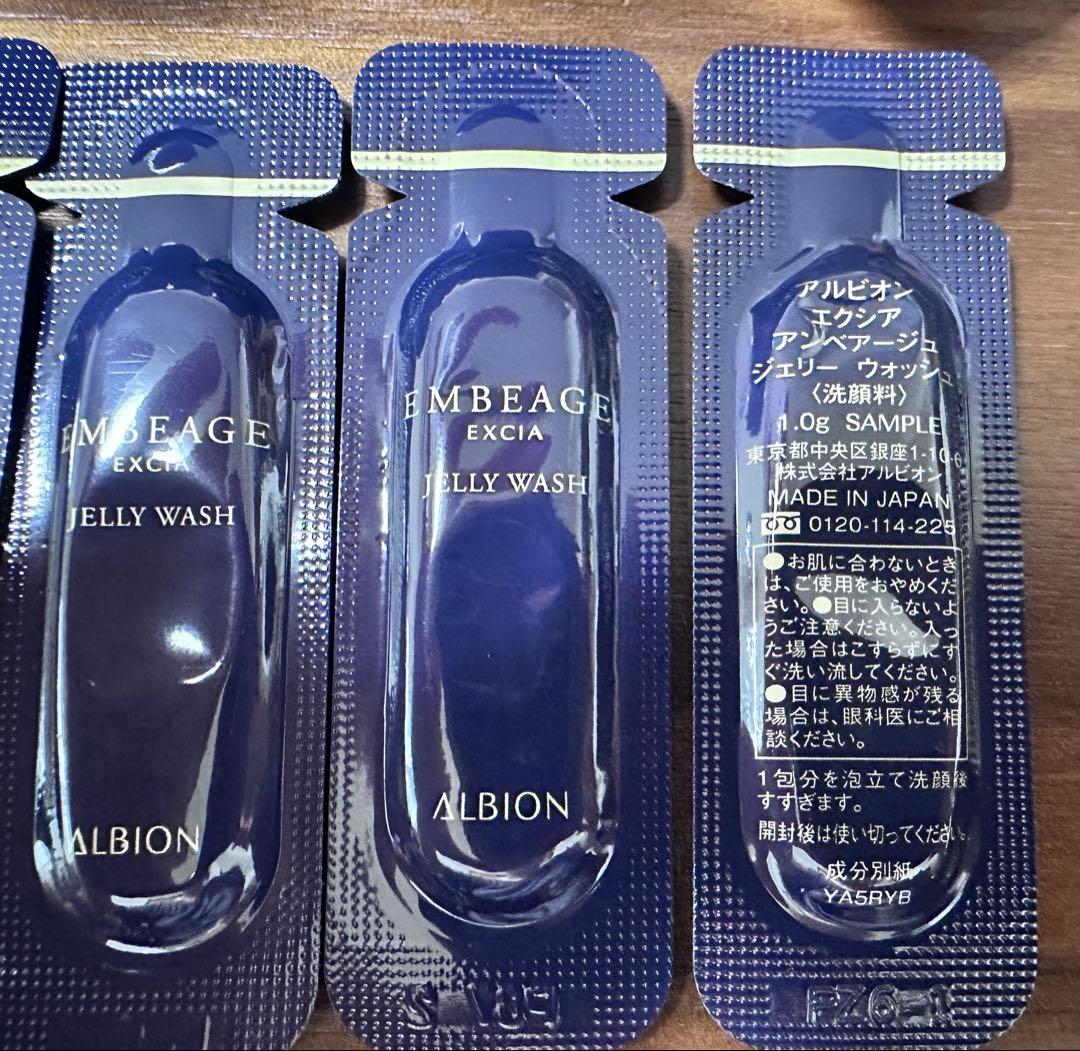 EMBEAGE
EXCIA
JELLY WASH
ALBION
EMBEAGE
EXCIA
JELLY WASH
ALBION
アルビオン
エクシア
アンベアージュ
ジェリー ウォッシュ
〈洗顔料〉
1.0g SAMPLE
東京都中央区銀座1-10-6
株式会社アルビオン
MADE IN JAPAN
0120-114-225
●お肌に合わないとき
は、ご使用をおやめくだ
さい。●目に入らないよ
うご注意ください。入っ
た場合はこすらずにす
ぐ洗い流してください。
●目に異物感が残る
場合は、眼科医にご相
談ください。
1包分を泡立て洗顔後
すすぎます。
開封後は使い切ってください。
成分別紙
YA5RYB